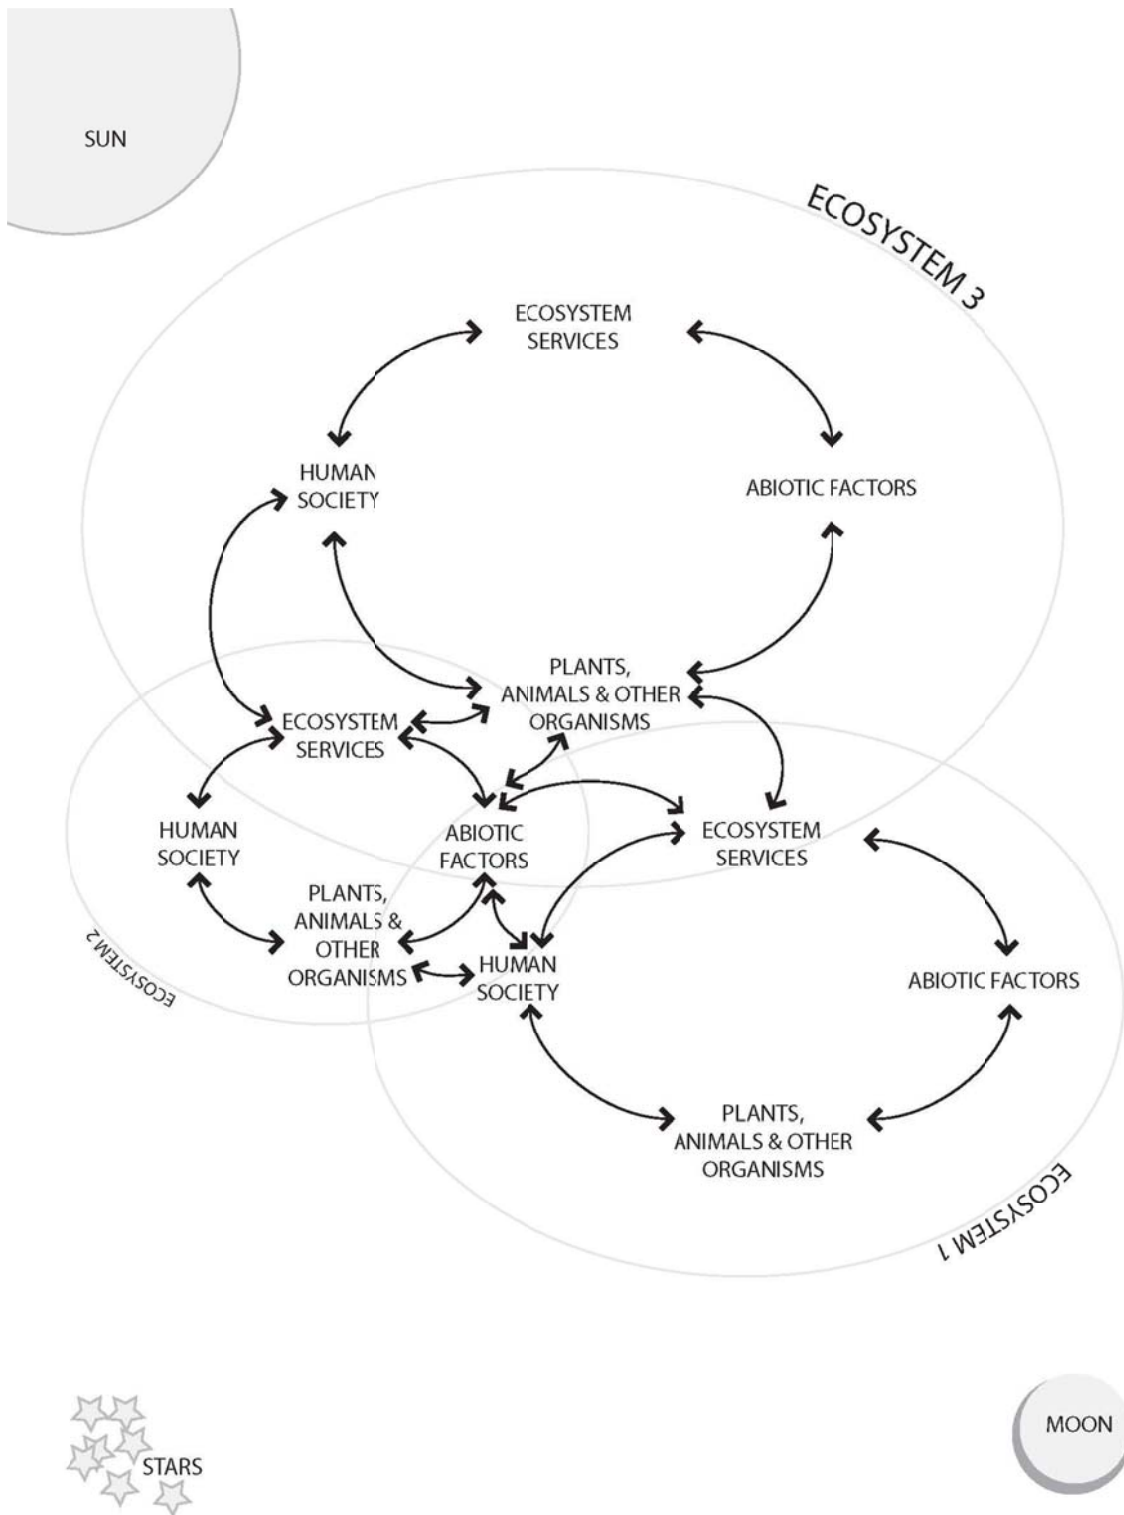 SUN
ECOSYSTEM 3
ECOSYSTEM
SERVICES
HUMAN
SOCIETY
ABIOTIC FACTORS
PLANTS,
ANIMALS & OTHER
ORGANISMS
ECOSYSTEM
SERVICES
HUMAN
SOCIETY
ABIOTIC
FACTORS
ECOSYSTEM
SERVICES
PLANTS,
ANIMALS &
OTHER
ORGANISMS
ECOSYSTEM 2
HUMAN
SOCIETY
ABIOTIC FACTORS
PLANTS,
ANIMALS & OTHER
ORGANISMS
ECOSYSTEM 1
MOON
STARS